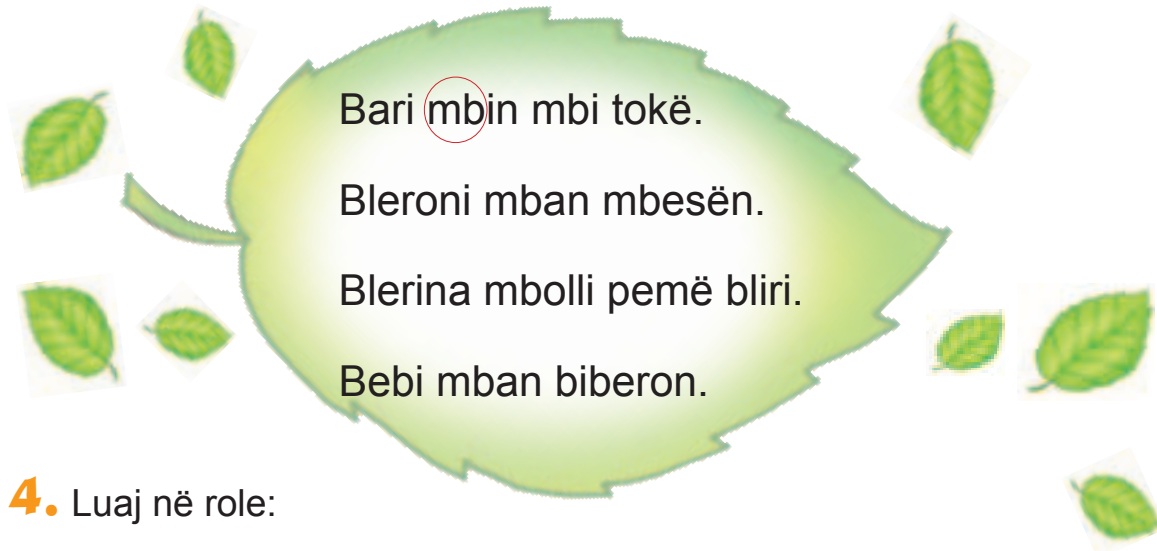 Bari mbin mbi tokë.
Bleroni mban mbesën.
Blerina mbolli pemë bliri.
Bebi mban biberon.
4. Luaj në role: